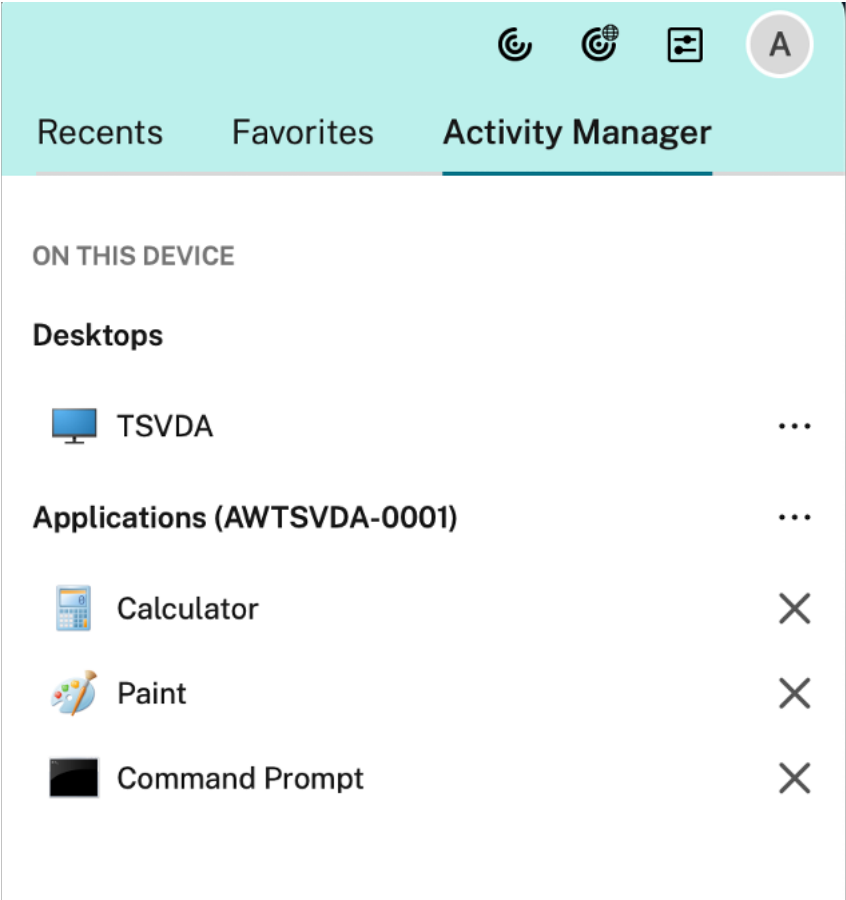 A
Recents Favorites Activity Manager
ON THIS DEVICE
Desktops
TSVDA ...
Applications (AWTSVDA-0001) ...
Calculator
Paint
Command Prompt